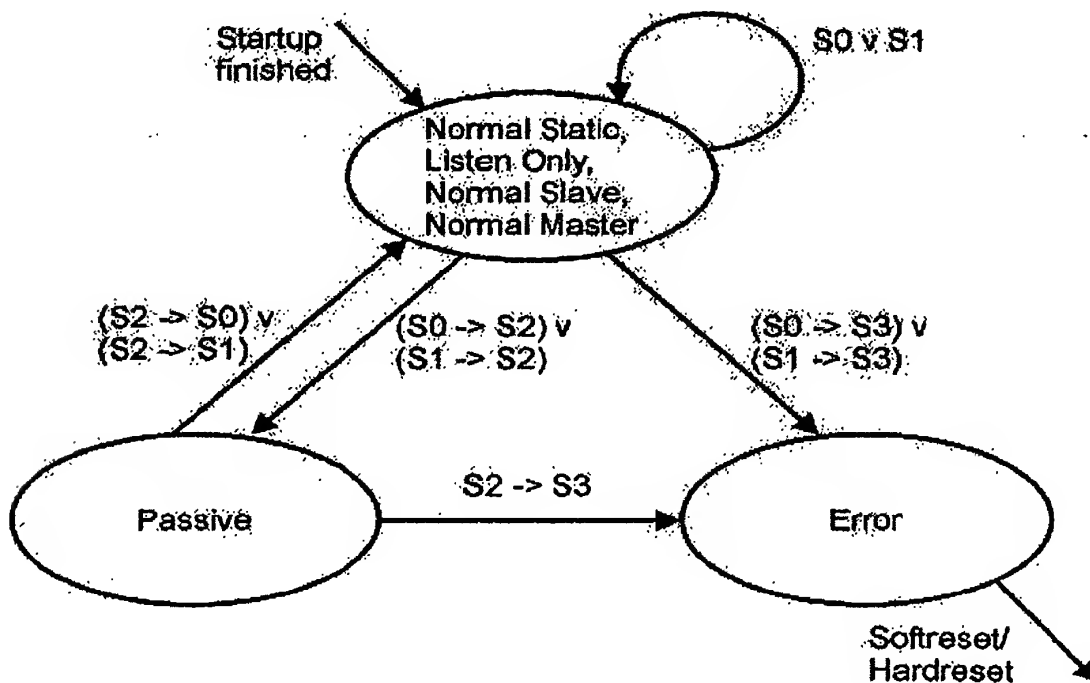 Startup
finished
S0 v S1
Normal Static,
Listen Only,
Normal Slave,
Normal Master
(S2 -> S0) v
(S2 -> S1)
(S0 -> S2) v
(S1 -> S2)
(S0 -> S3) v
(S1 -> S3)
Passive
S2 -> S3
Error
Softreset/
Hardreset